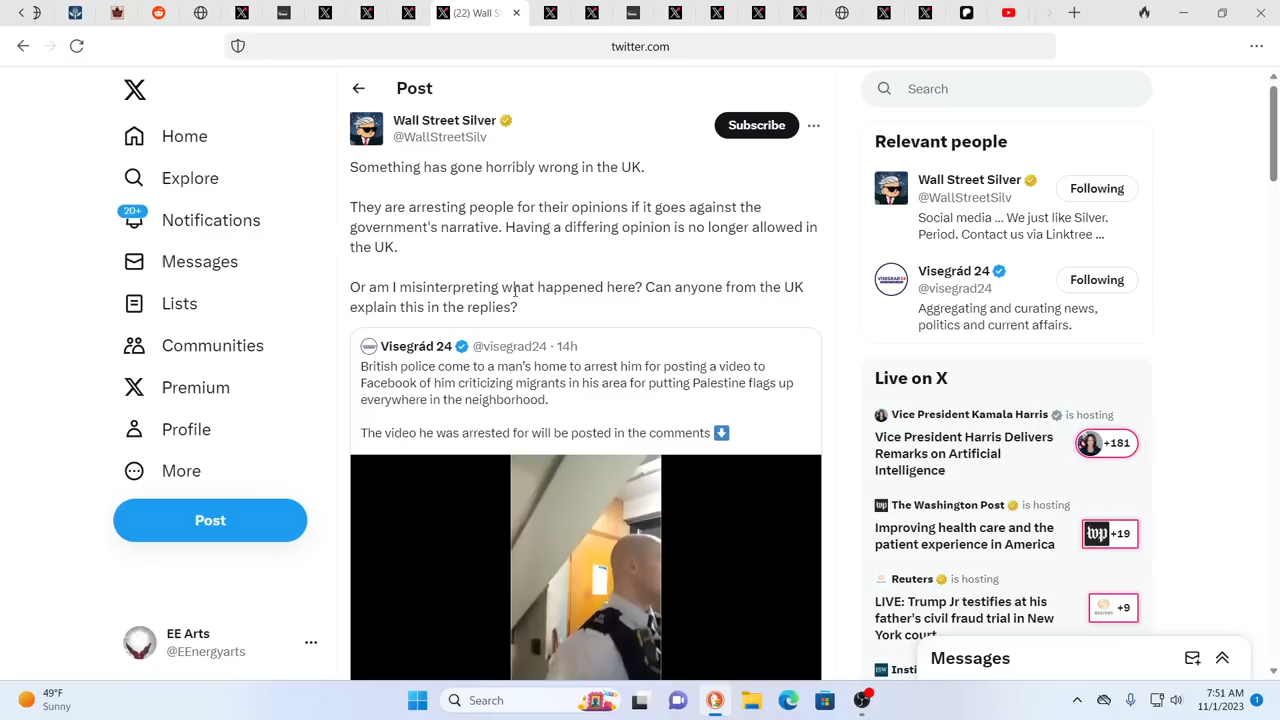 (22) Wall S
twitter.com
Post
Search
Wall Street Silver
@WallStreetSilv
Subscribe
Something has gone horribly wrong in the UK.
They are arresting people for their opinions if it goes against the
government's narrative. Having a differing opinion is no longer allowed in
the UK.
Or am I misinterpreting what happened here? Can anyone from the UK
explain this in the replies?
Visegrád 24 @visegrad24 · 14h
British police come to a man's home to arrest him for posting a video to
Facebook of him criticizing migrants in his area for putting Palestine flags up
everywhere in the neighborhood.
The video he was arrested for will be posted in the comments
Home
Explore
20+
Notifications
Messages
Lists
Communities
Premium
Profile
More
Post
EE Arts
@EEnergyarts
Relevant people
Wall Street Silver
@WallStreetSilv
Following
Social media ... We just like Silver.
Period. Contact us via Linktree ...
Visegrád 24
@visegrad24
Following
Aggregating and curating news,
politics and current affairs.
Live on X
Vice President Kamala Harris is hosting
Vice President Harris Delivers
Remarks on Artificial
Intelligence
+181
The Washington Post is hosting
Improving health care and the
patient experience in America
wp +19
Reuters is hosting
LIVE: Trump Jr testifies at his
father's civil fraud trial in New
York court
REUTERS +9
Insti
Messages
49°F
Sunny
Search
7:51 AM
11/1/2023
1